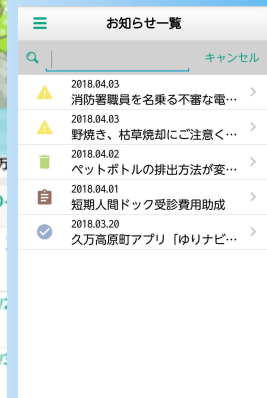 お知らせ一覧
キャンセル
2018.04.03
消防署職員を名乗る不審な電…
2018.04.03
野焼き、枯草焼却にご注意く…
2018.04.02
ペットボトルの排出方法が変…
2018.04.01
短期人間ドック受診費用助成
2018.03.20
久万高原町アプリ「ゆりナビ…